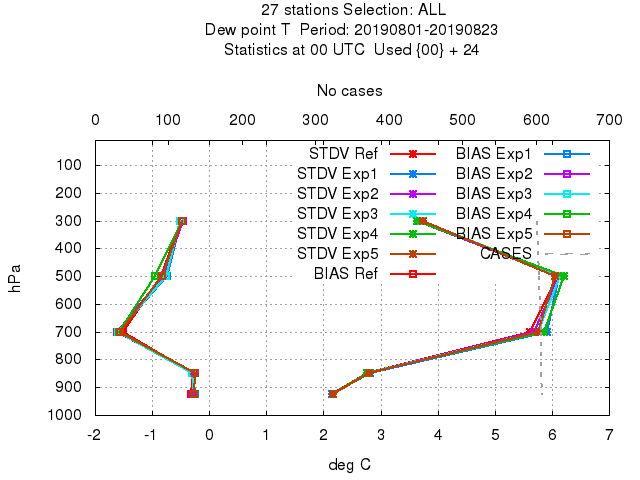 27 stations Selection: ALL
Dew point T  Period: 20190801-20190823
Statistics at 00 UTC  Used {00} + 24
No cases
0 100 200 300 400 500 600 700
100
200
300
400
500
600
700
800
900
1000
hPa
STDV Ref
STDV Exp1
STDV Exp2
STDV Exp3
STDV Exp4
STDV Exp5
BIAS Ref
BIAS Exp1
BIAS Exp2
BIAS Exp3
BIAS Exp4
BIAS Exp5
CASES
-2 -1 0 1 2 3 4 5 6 7
deg C